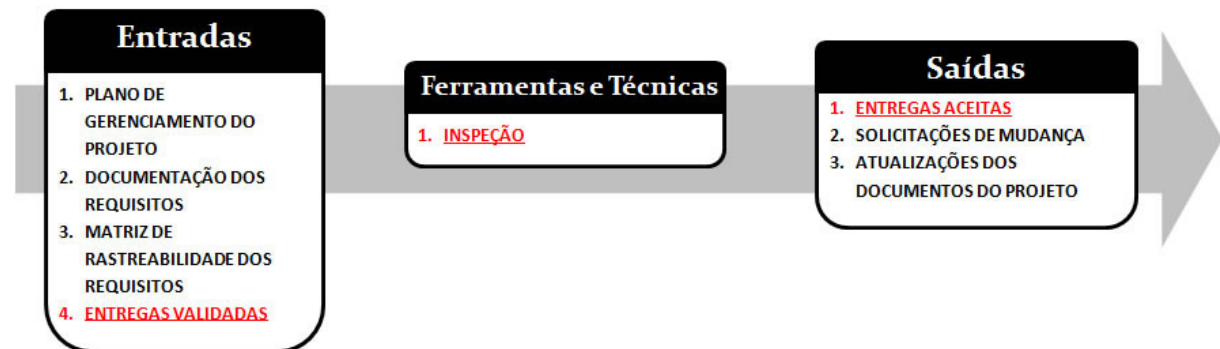 Entradas
1. PLANO DE
GERENCIAMENTO DO
PROJETO
2. DOCUMENTAÇÃO DOS
REQUISITOS
3. MATRIZ DE
RASTREABILIDADE DOS
REQUISITOS
4. ENTREGAS VALIDADAS
Ferramentas e Técnicas
1. INSPEÇÃO
Saídas
1. ENTREGAS ACEITAS
2. SOLICITAÇÕES DE MUDANÇA
3. ATUALIZAÇÕES DOS
DOCUMENTOS DO PROJETO